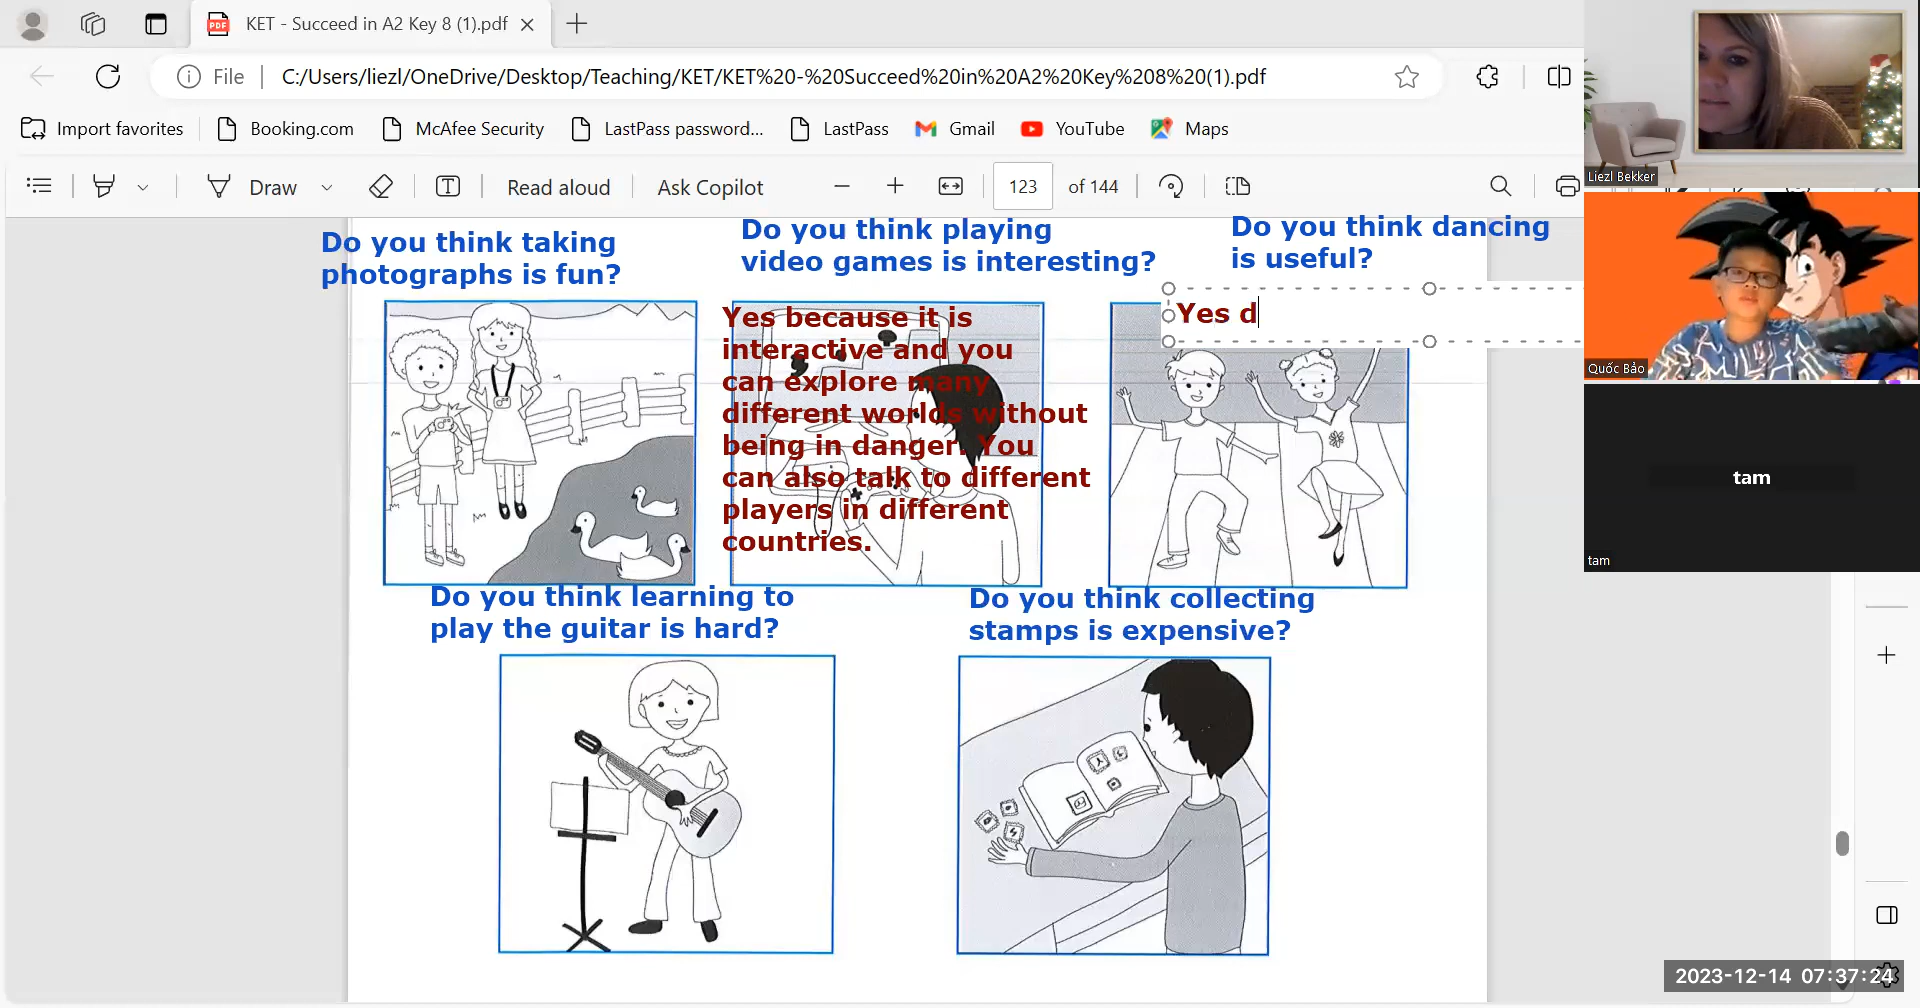 KET - Succeed in A2 Key 8 (1).pdf
File
C:/Users/liezl/OneDrive/Desktop/Teaching/KET/KET%20-%20Succeed%20in%20A2%20Key%208%20(1).pdf
Import favorites
Booking.com
McAfee Security
LastPass password...
LastPass
Gmail
YouTube
Maps
Draw
Read aloud
Ask Copilot
123
of 144
Do you think taking
photographs is fun?
Do you think playing
video games is interesting?
Do you think dancing
is useful?
Yes because it is
interactive and you
can explore many
different worlds without
being in danger. You
can also talk to different
players in different
countries.
Yes d
Do you think learning to
play the guitar is hard?
Do you think collecting
stamps is expensive?
Liezl Bekker
Quốc Bảo
tam
tam
2023-12-14 07:37:24